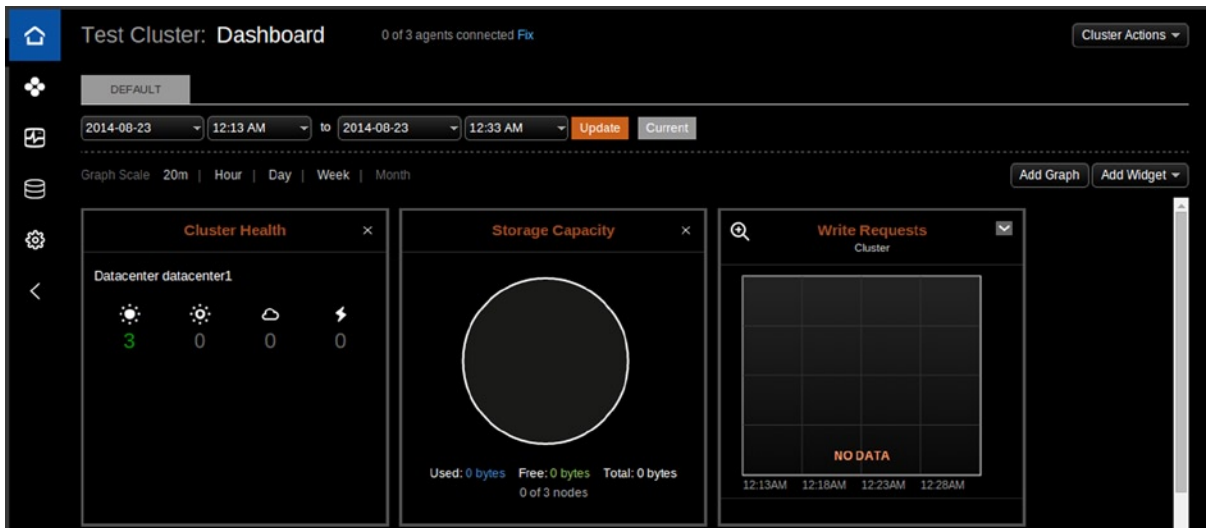 Test Cluster: Dashboard 0 of 3 agents connected Fix Cluster Actions
DEFAULT
2014-08-23 12:13 AM to 2014-08-23 12:33 AM Update Current
Graph Scale 20m | Hour | Day | Week | Month Add Graph Add Widget
Cluster Health
Datacenter datacenter1
3 0 0 0
Storage Capacity
Used: 0 bytes Free: 0 bytes Total: 0 bytes
0 of 3 nodes
Write Requests
Cluster
NO DATA
12:13AM 12:18AM 12:23AM 12:28AM